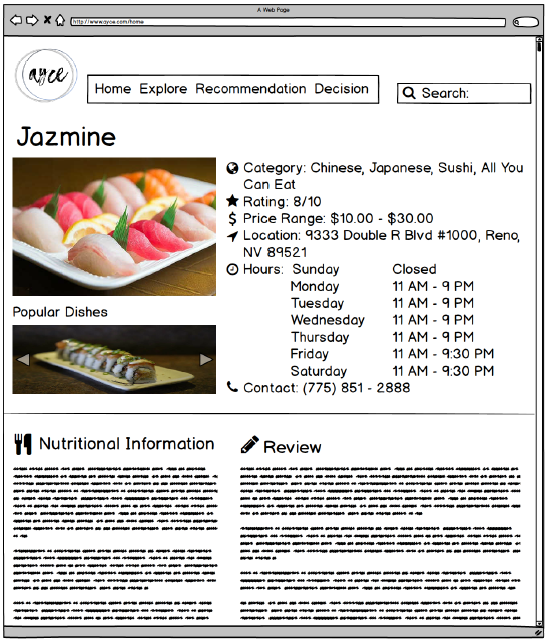 A Web Page
http://www.ayce.com/home
ayce
Home Explore Recommendation Decision
Search:
Jazmine
Category: Chinese, Japanese, Sushi, All You
Can Eat
Rating: 8/10
Price Range: $10.00 - $30.00
Location: 9333 Double R Blvd #1000, Reno,
NV 89521
Hours: Sunday Closed
Monday 11 AM - 9 PM
Tuesday 11 AM - 9 PM
Wednesday 11 AM - 9 PM
Thursday 11 AM - 9 PM
Friday 11 AM - 9:30 PM
Saturday 11 AM - 9:30 PM
Contact: (775) 851 - 2888
Popular Dishes
Nutritional Information
Review